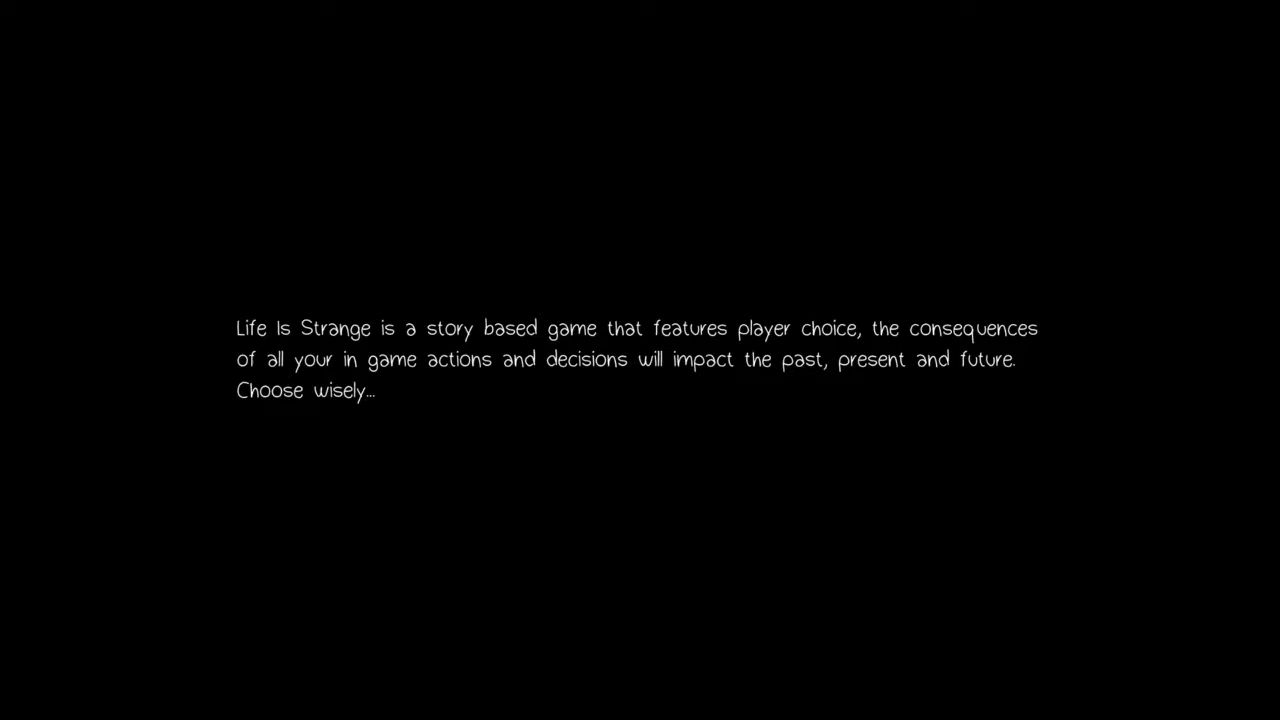 Life Is Strange is a story based game that features player choice, the consequences
of all your in game actions and decisions will impact the past, present and future.
Choose wisely...